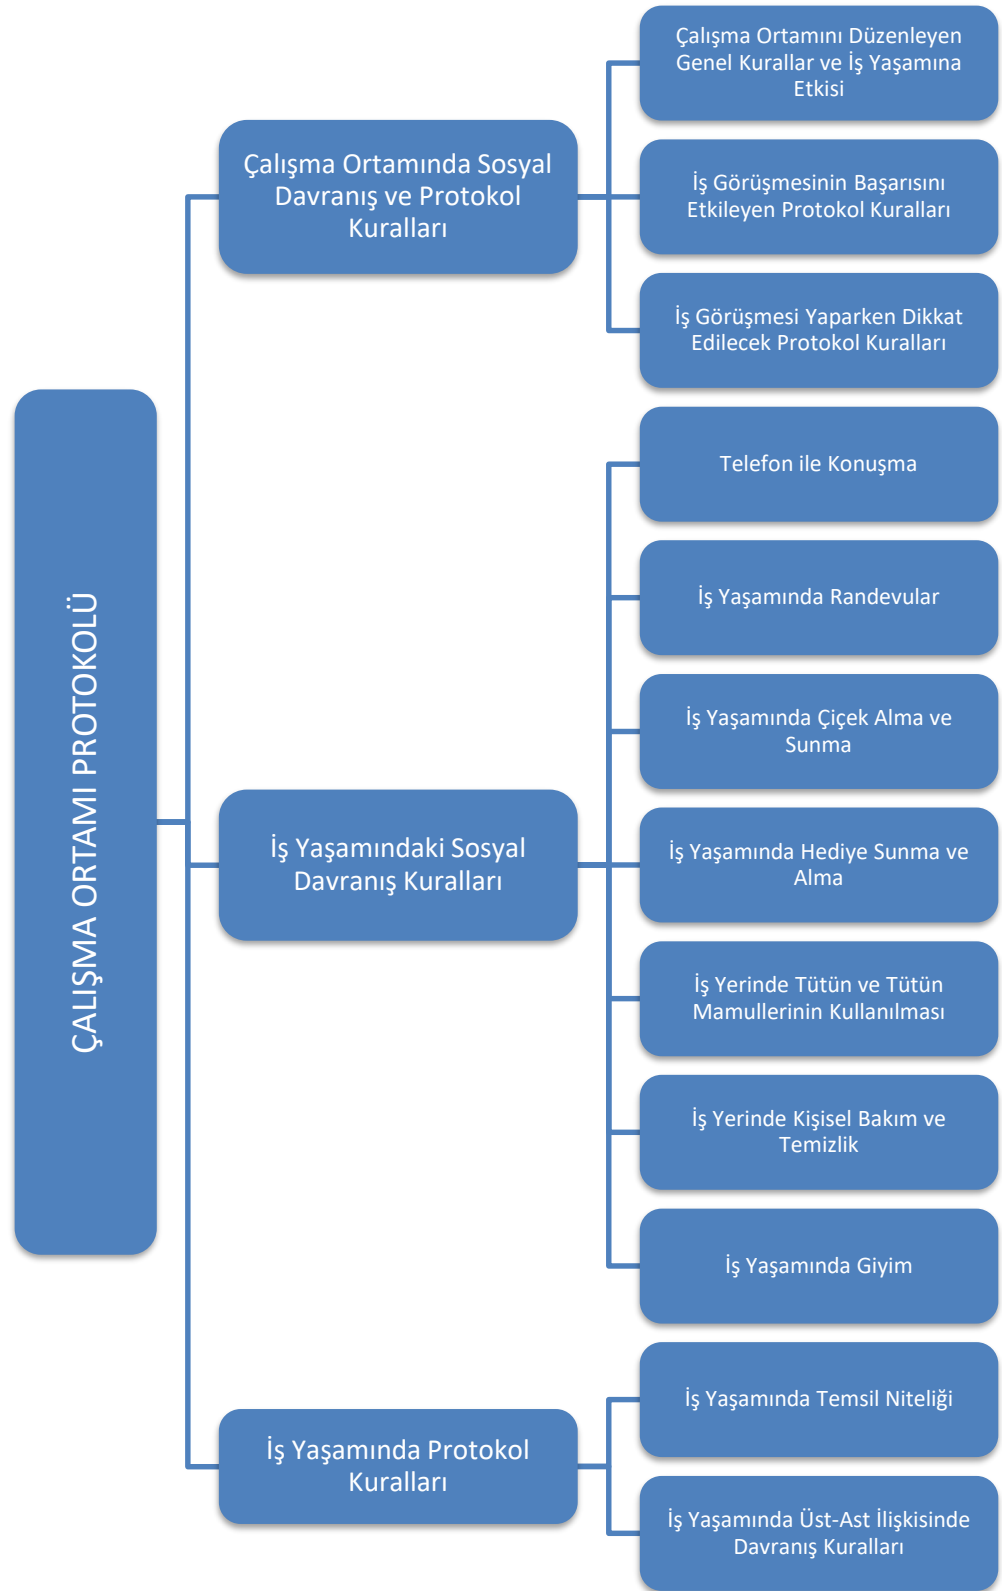 ÇALIŞMA ORTAMI PROTOKOLÜ
Çalışma Ortamında Sosyal
Davranış ve Protokol
Kuralları
Çalışma Ortamını Düzenleyen
Genel Kurallar ve İş Yaşamına
Etkisi
İş Görüşmesinin Başarısını
Etkileyen Protokol Kuralları
İş Görüşmesi Yaparken Dikkat
Edilecek Protokol Kuralları
İş Yaşamındaki Sosyal
Davranış Kuralları
Telefon ile Konuşma
İş Yaşamında Randevular
İş Yaşamında Çiçek Alma ve
Sunma
İş Yaşamında Hediye Sunma ve
Alma
İş Yerinde Tütün ve Tütün
Mamullerinin Kullanılması
İş Yerinde Kişisel Bakım ve
Temizlik
İş Yaşamında Giyim
İş Yaşamında Protokol
Kuralları
İş Yaşamında Temsil Niteliği
İş Yaşamında Üst-Ast İlişkisinde
Davranış Kuralları